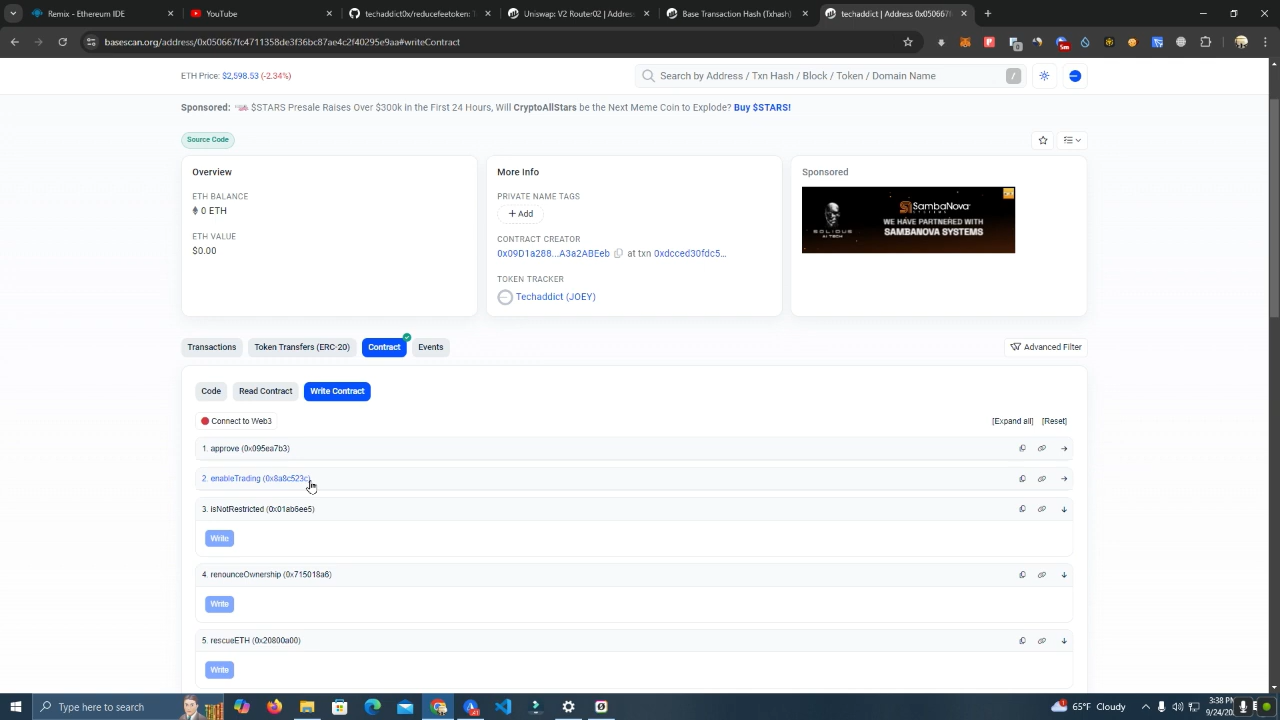 Remix - Ethereum IDE
YouTube
techaddict0x/reducefeetoken:
Uniswap: V2 Router02 | Addres
Base Transaction Hash (Txhash)
techaddict | Address 0x050667
basescan.org/address/0x050667fc4711358de3f36bc87ae4c2f40295e9aa#writeContract
ETH Price: $2,598.53 (-2.34%)
Search by Address / Txn Hash / Block / Token / Domain Name
/
Sponsored: $STARS Presale Raises Over $300k in the First 24 Hours, Will CryptoAllStars be the Next Meme Coin to Explode? Buy $STARS!
Source Code
Overview
ETH BALANCE
0 ETH
ETH VALUE
$0.00
More Info
PRIVATE NAME TAGS
+ Add
CONTRACT CREATOR
0x09D1a288...A3a2ABEeb at txn 0xdcced30fdc5...
TOKEN TRACKER
Techaddict (JOEY)
Sponsored
SOLIDUS
AI TECH
SambaNova
SYSTEMS
WE HAVE PARTNERED WITH
SAMBANOVA SYSTEMS
Transactions
Token Transfers (ERC-20)
Contract
Events
Advanced Filter
Code
Read Contract
Write Contract
Connect to Web3
[Expand all] [Reset]
1. approve (0x095ea7b3)
2. enableTrading (0x8a8c523c)
3. isNotRestricted (0x01ab6ee5)
Write
4. renounceOwnership (0x715018a6)
Write
5. rescueETH (0x20800a00)
Write
Type here to search
65°F Cloudy
3:38 PM